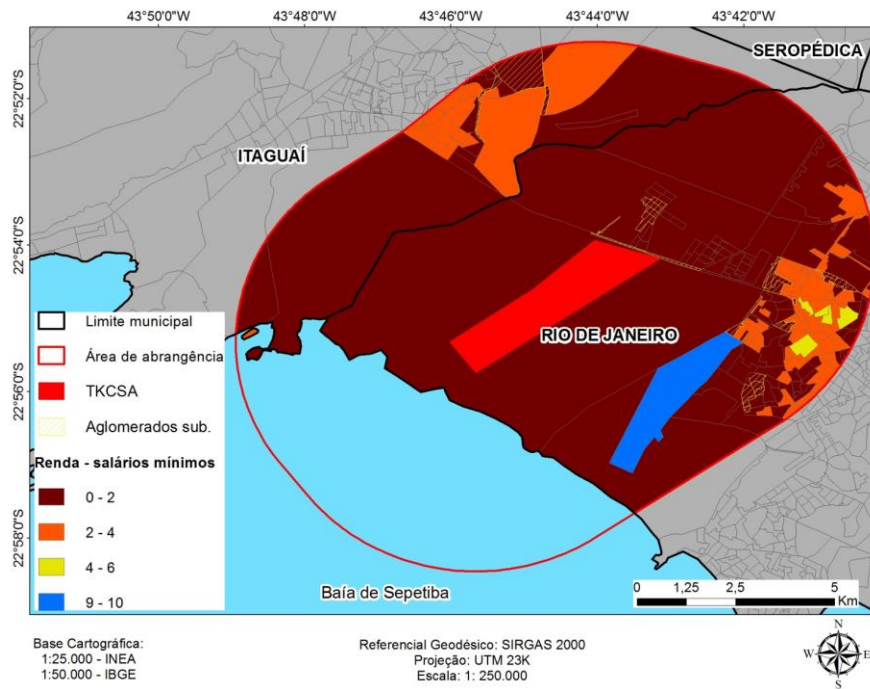 43°50'0"W
43°48'0"W
43°46'0"W
43°44'0"W
43°42'0"W
22°52'0"S
22°54'0"S
22°56'0"S
22°58'0"S
SEROPÉDICA
ITAGUAÍ
RIO DE JANEIRO
Baía de Sepetiba
Limite municipal
Área de abrangência
TKCSA
Aglomerados sub.
Renda - salários mínimos
0 - 2
2 - 4
4 - 6
9 - 10
0 1,25 2,5 5
Km
Base Cartográfica:
1:25.000 - INEA
1:50.000 - IBGE
Referencial Geodésico: SIRGAS 2000
Projeção: UTM 23K
Escala: 1: 250.000
N
W E
S